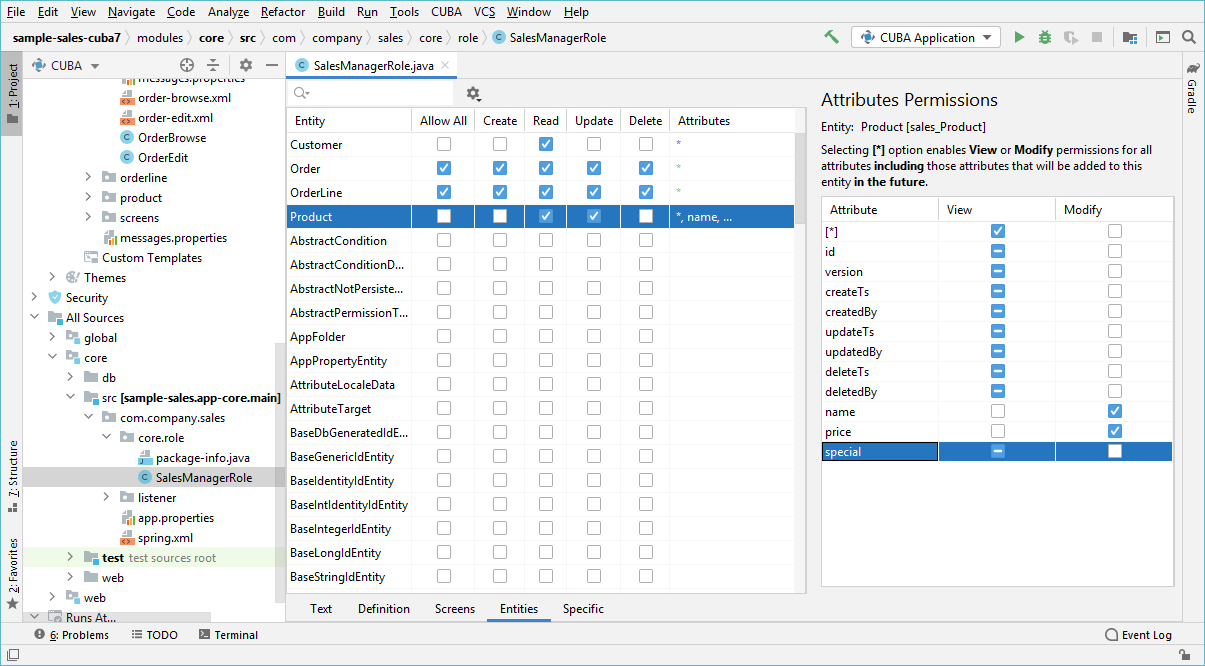 File Edit View Navigate Code Analyze Refactor Build Run Tools CUBA VCS Window Help
sample-sales-cuba7 modules core src com company sales core role SalesManagerRole
CUBA Application
1: Project
7: Structure
2: Favorites
CUBA
messages.properties
order-browse.xml
order-edit.xml
OrderBrowse
OrderEdit
orderline
product
screens
messages.properties
Custom Templates
Themes
Security
All Sources
global
core
db
src [sample-sales.app-core.main]
com.company.sales
core.role
package-info.java
SalesManagerRole
listener
app.properties
spring.xml
test test sources root
web
web
Runs At...
SalesManagerRole.java
Entity Allow All Create Read Update Delete Attributes
Customer *
Order *
OrderLine *
Product *, name, ...
AbstractCondition
AbstractConditionD...
AbstractNotPersiste...
AbstractPermissionT...
AppFolder
AppPropertyEntity
AttributeLocaleData
AttributeTarget
BaseDbGeneratedIdE...
BaseGenericIdEntity
BaseIdentityIdEntity
BaseIntIdentityIdEntity
BaseIntegerIdEntity
BaseLongIdEntity
BaseStringIdEntity
Text Definition Screens Entities Specific
Attributes Permissions
Entity: Product [sales_Product]
Selecting [*] option enables View or Modify permissions for all
attributes including those attributes that will be added to this
entity in the future.
Attribute View Modify
[*]
id
version
createTs
createdBy
updateTs
updatedBy
deleteTs
deletedBy
name
price
special
Gradle
6: Problems TODO Terminal Event Log